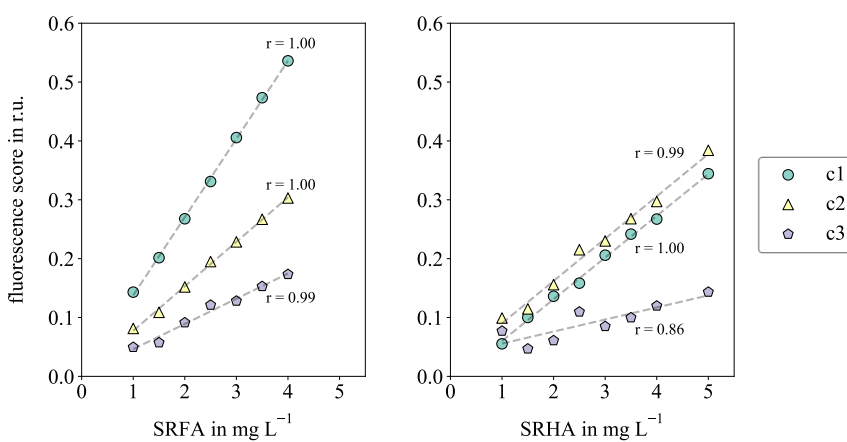 fluorescence score in r.u.
0.6
0.5
0.4
0.3
0.2
0.1
0.0
0 1 2 3 4 5
SRFA in mg L⁻¹
r = 1.00
r = 1.00
r = 0.99
0.6
0.5
0.4
0.3
0.2
0.1
0.0
0 1 2 3 4 5
SRHA in mg L⁻¹
r = 0.99
r = 1.00
r = 0.86
c1
c2
c3